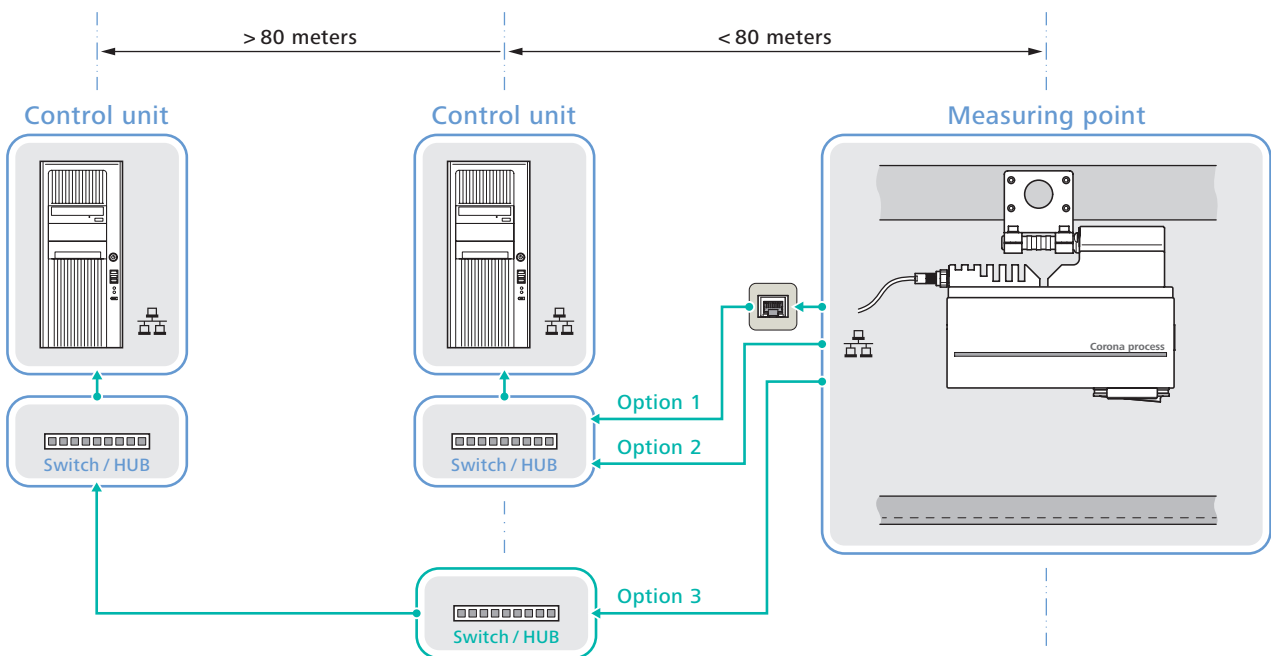 > 80 meters
< 80 meters
Control unit
Control unit
Measuring point
Corona process
Option 1
Option 2
Switch / HUB
Switch / HUB
Option 3
Switch / HUB